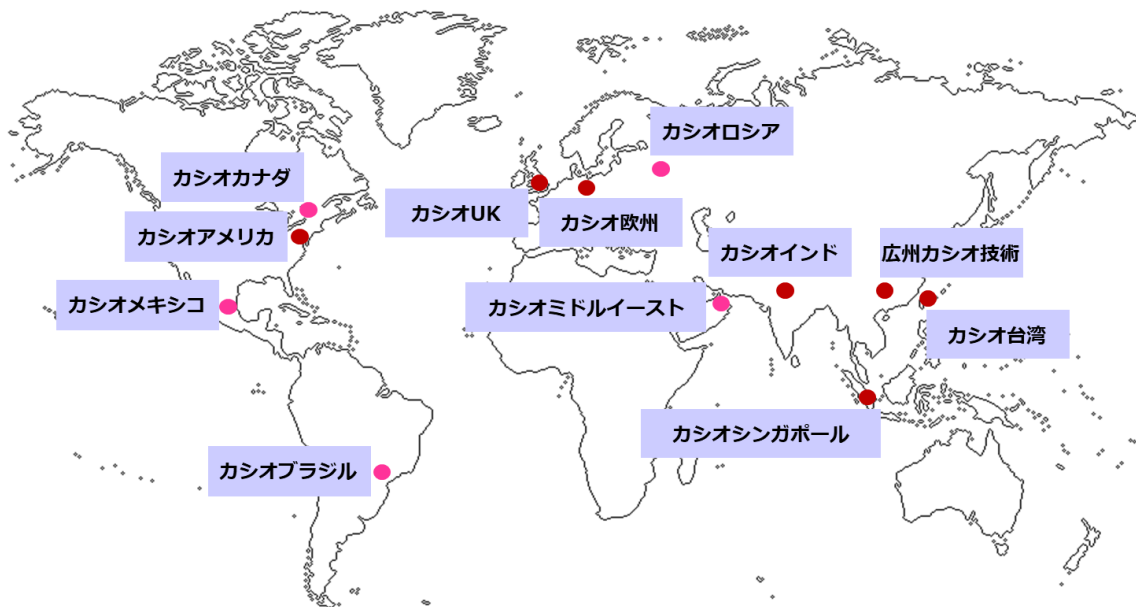 カシオロシア
カシオカナダ
カシオUK
カシオ欧州
カシオアメリカ
カシオインド
広州カシオ技術
カシオメキシコ
カシオミドルイースト
カシオ台湾
カシオシンガポール
カシオブラジル